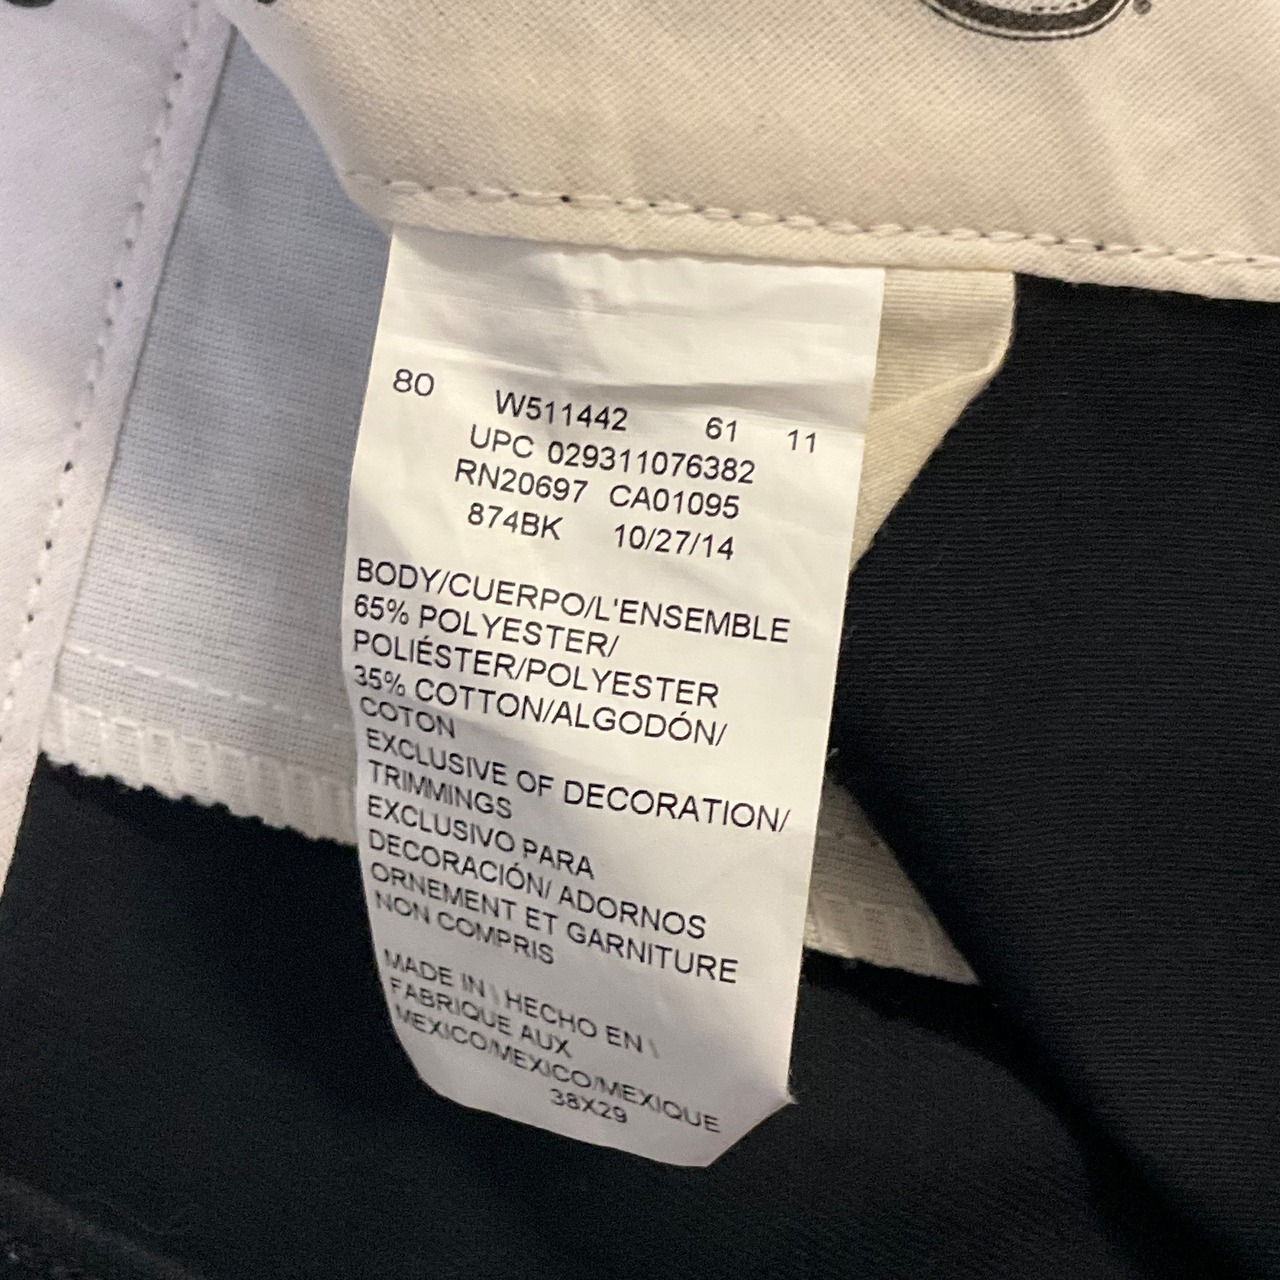 80 W511442 61 11
UPC 029311076382
RN20697 CA01095
874BK 10/27/14
BODY/CUERPO/L'ENSEMBLE
65% POLYESTER/
POLIÉSTER/POLYESTER
35% COTTON/ALGODÓN/
COTON
EXCLUSIVE OF DECORATION/
TRIMMINGS
EXCLUSIVO PARA
DECORACIÓN/ ADORNOS
ORNEMENT ET GARNITURE
NON COMPRIS
MADE IN \ HECHO EN \
FABRIQUE AUX
MEXICO/MEXICO/MEXIQUE
38X29
®